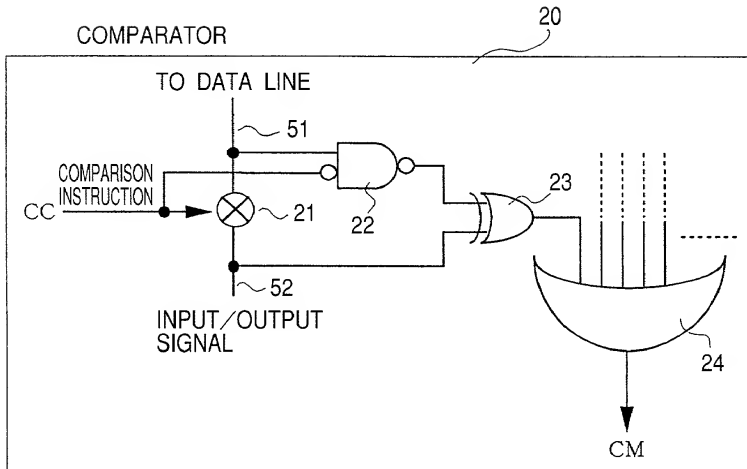 COMPARATOR
20
TO DATA LINE
51
COMPARISON
INSTRUCTION
CC
21
22
23
52
INPUT/OUTPUT
SIGNAL
24
CM